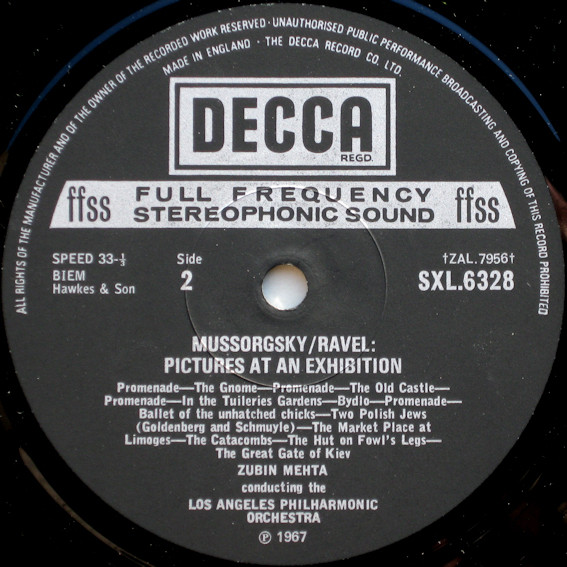 ALL RIGHTS OF THE MANUFACTURER AND OF THE OWNER OF THE RECORDED WORK RESERVED · UNAUTHORISED PUBLIC PERFORMANCE BROADCASTING AND COPYING OF THIS RECORD PROHIBITED
MADE IN ENGLAND · THE DECCA RECORD CO. LTD.
DECCA
REGD.
ffss FULL FREQUENCY ffss
STEREOPHONIC SOUND
SPEED 33-⅓ Side †ZAL.7956†
BIEM 2 SXL.6328
Hawkes & Son
MUSSORGSKY/RAVEL:
PICTURES AT AN EXHIBITION
Promenade—The Gnome—Promenade—The Old Castle—
Promenade—In the Tuileries Gardens—Bydlo—Promenade—
Ballet of the unhatched chicks—Two Polish Jews
(Goldenberg and Schmuyle)—The Market Place at
Limoges—The Catacombs—The Hut on Fowl's Legs—
The Great Gate of Kiev
ZUBIN MEHTA
conducting the
LOS ANGELES PHILHARMONIC
ORCHESTRA
℗ 1967